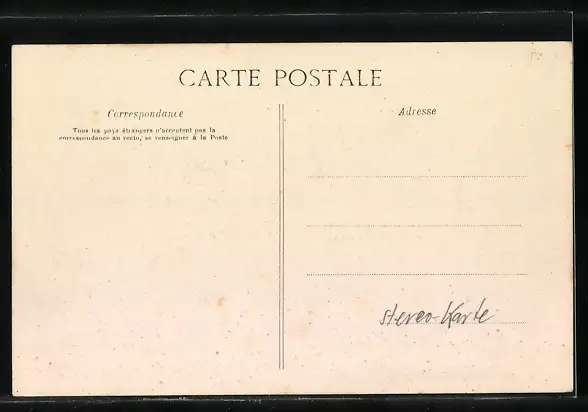 CARTE POSTALE
Correspondance
Tous les pays étrangers n'acceptent pas la
correspondance au recto, se renseigner à la Poste
Adresse
stereo-Karte